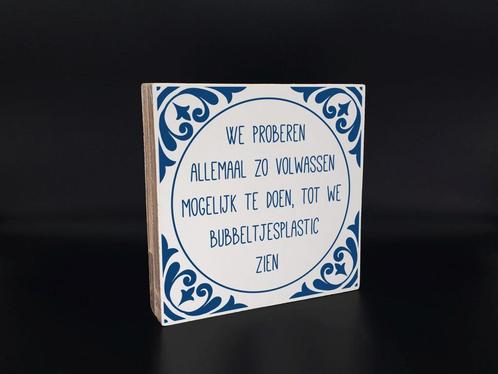 WE PROBEREN
ALLEMAAL ZO VOLWASSEN
MOGELIJK TE DOEN, TOT WE
BUBBELTJESPLASTIC
ZIEN